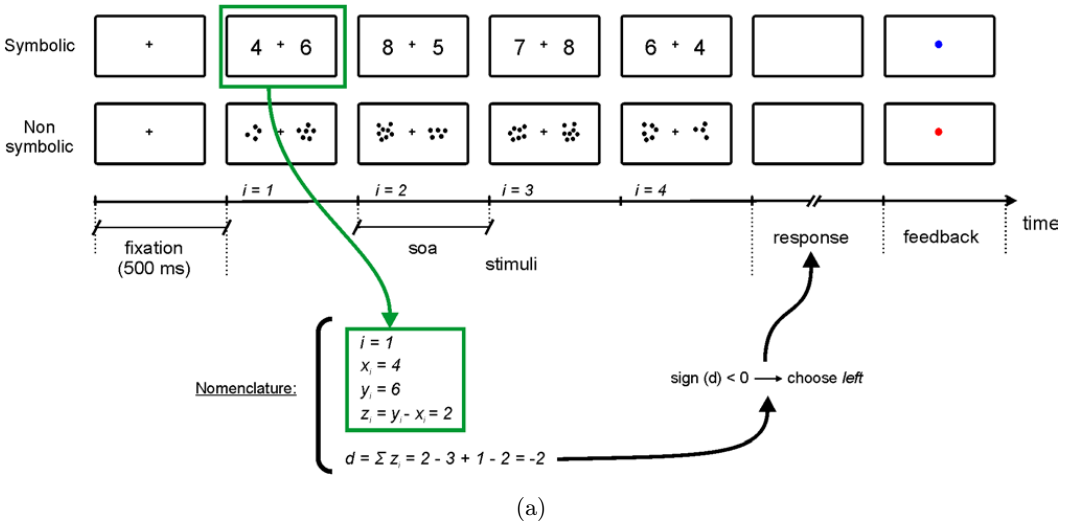 Symbolic
+
4 + 6
8 + 5
7 + 8
6 + 4
Non
symbolic
+
+
+
+
+
i = 1
i = 2
i = 3
i = 4
time
fixation
(500 ms)
soa
stimuli
response
feedback
Nomenclature:
i = 1
xᵢ = 4
yᵢ = 6
zᵢ = yᵢ - xᵢ = 2
d = Σ zᵢ = 2 - 3 + 1 - 2 = -2
sign (d) < 0 → choose left
(a)